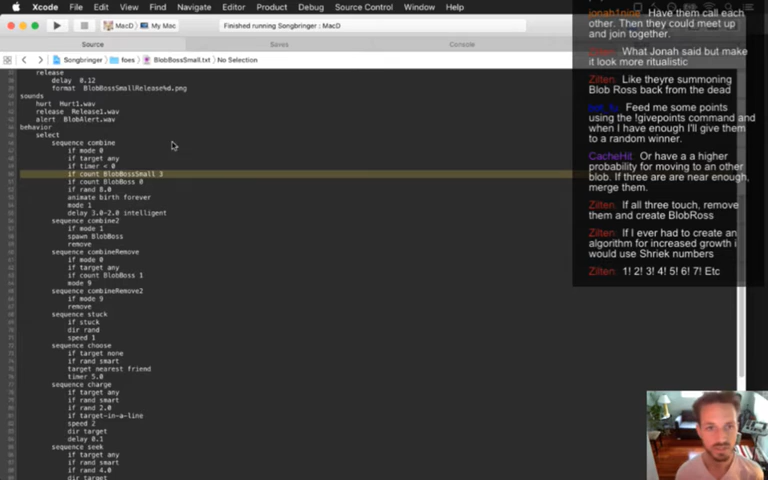 Xcode File Edit View Find Navigate Editor Product Debug Source Control Window Help
MacD My Mac
Finished running Songbringer : MacD
Source
Console
Songbringer foes BlobBossSmall.txt No Selection
release
delay 0.12
format BlobBossSmallRelease%d.png
sounds
hurt Hurt1.wav
release Release1.wav
alert BlobAlert.wav
behavior
select
sequence combine
if mode 0
if target any
if timer < 0
if count BlobBossSmall 3
if count BlobBoss 0
if rand 8.0
animate birth forever
mode 1
delay 3.0-2.0 intelligent
sequence combine2
if mode 1
spawn BlobBoss
remove
sequence combineRemove
if mode 0
if target any
if count BlobBoss 1
mode 9
sequence combineRemove2
if mode 9
remove
sequence stuck
if stuck
dir rand
speed 1
sequence choose
if target none
if rand smart
target nearest friend
timer 5.0
sequence charge
if target any
if rand smart
if rand 2.0
if target-in-a-line
speed 2
dir target
delay 0.1
sequence seek
if target any
if rand smart
if rand 4.0
dir target
jonah1nine: Have them call each
other. Then they could meet up
and join together.
Zilten: What Jonah said but make
it look more ritualistic
Zilten: Like theyre summoning
Blob Ross back from the dead
Feed me some points
using the !givepoints command and
when I have enough I'll give them
to a random winner.
CacheHit: Or have a a higher
probability for moving to an other
blob. If three are are near enough,
merge them.
Zilten: If all three touch, remove
them and create BlobRoss
Zilten: If I ever had to create an
algorithm for increased growth i
would use Shriek numbers
Zilten: 1! 2! 3! 4! 5! 6! 7! Etc